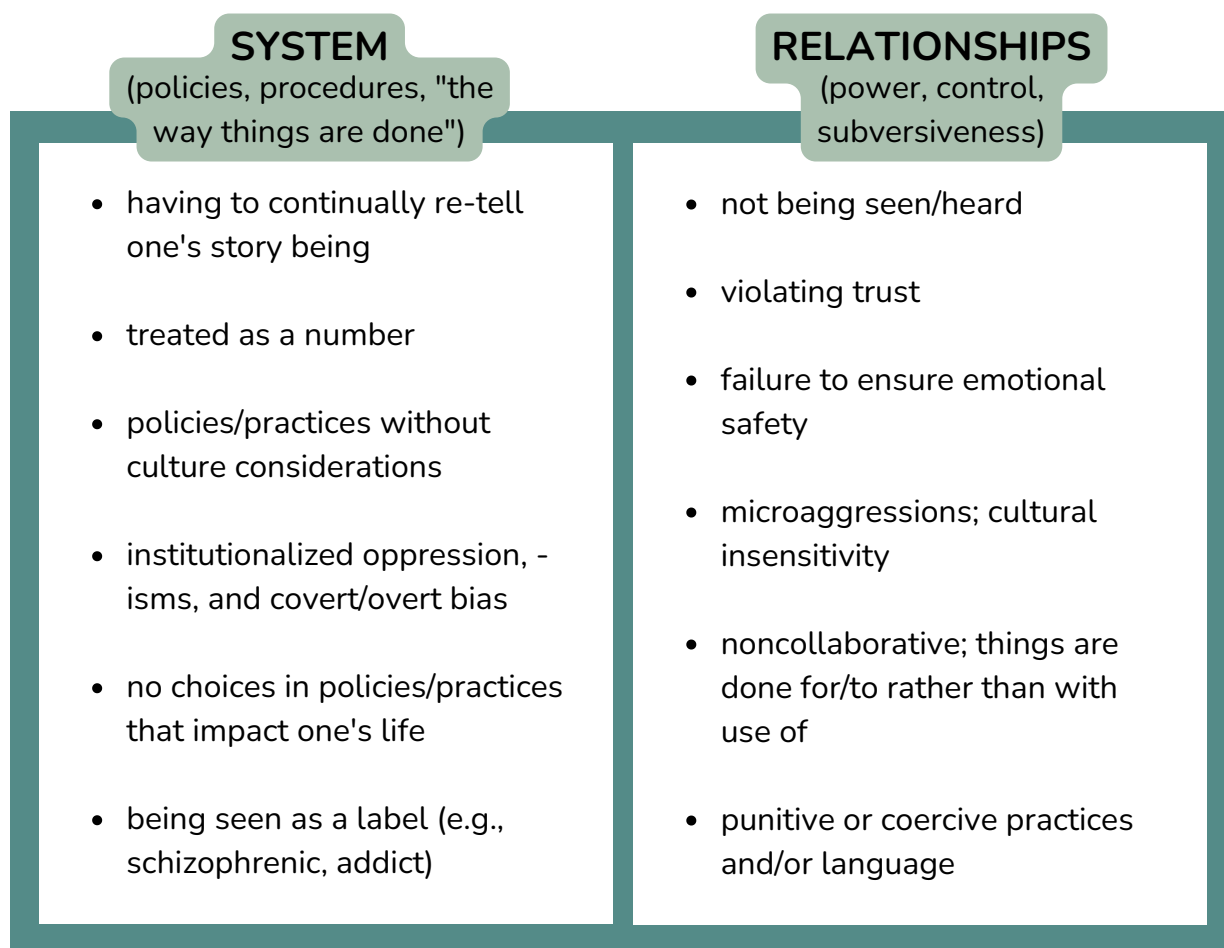 SYSTEM
(policies, procedures, "the
way things are done")
having to continually re-tell
one's story being
treated as a number
policies/practices without
culture considerations
institutionalized oppression, -
isms, and covert/overt bias
no choices in policies/practices
that impact one's life
being seen as a label (e.g.,
schizophrenic, addict)
RELATIONSHIPS
(power, control,
subversiveness)
not being seen/heard
violating trust
failure to ensure emotional
safety
microaggressions; cultural
insensitivity
noncollaborative; things are
done for/to rather than with
use of
punitive or coercive practices
and/or language